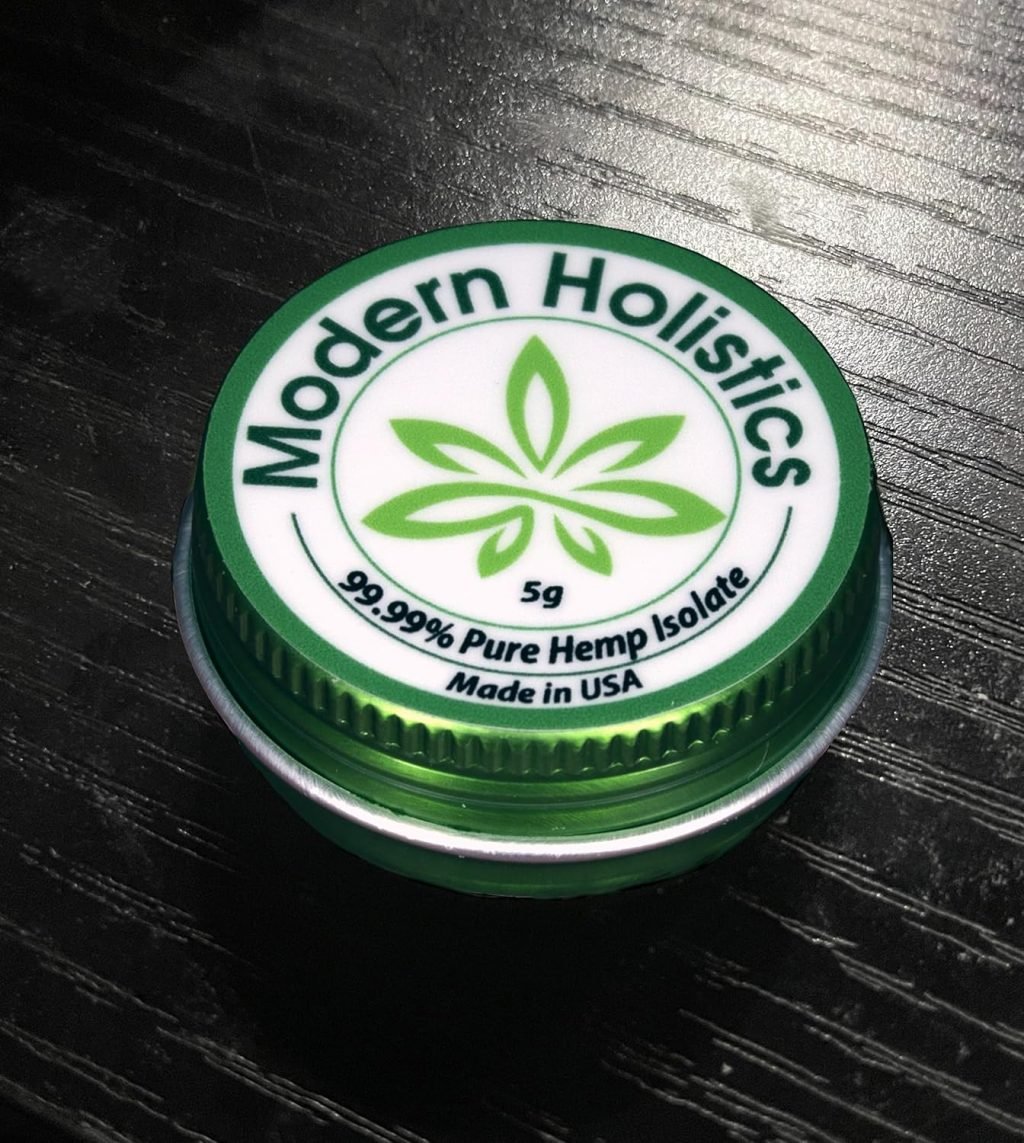 Modern Holistics
5g
99.99% Pure Hemp Isolate
Made in USA